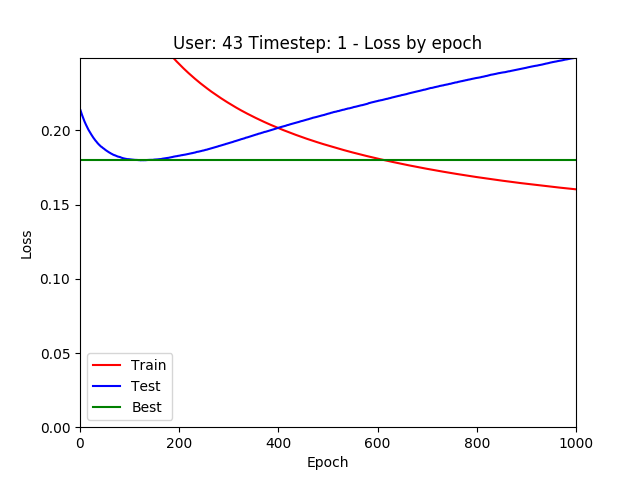 User: 43 Timestep: 1 - Loss by epoch
Loss
0.20
0.15
0.10
0.05
0.00
Train
Test
Best
0 200 400 600 800 1000
Epoch